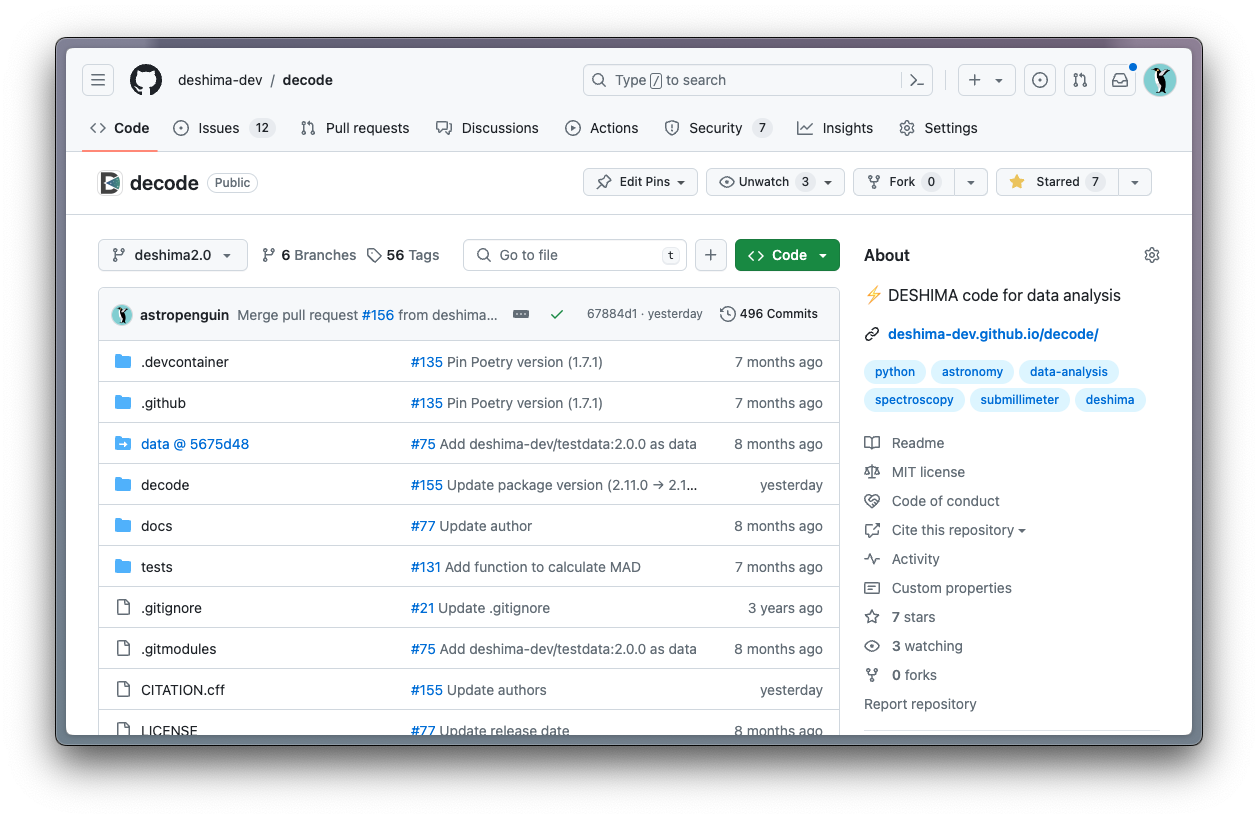 deshima-dev / decode
Type / to search
Code Issues 12 Pull requests Discussions Actions Security 7 Insights Settings
decode Public
Edit Pins Unwatch 3 Fork 0 Starred 7
deshima2.0 6 Branches 56 Tags Go to file t Code
astropenguin Merge pull request #156 from deshima... 67884d1 · yesterday 496 Commits
.devcontainer #135 Pin Poetry version (1.7.1) 7 months ago
.github #135 Pin Poetry version (1.7.1) 7 months ago
data @ 5675d48 #75 Add deshima-dev/testdata:2.0.0 as data 8 months ago
decode #155 Update package version (2.11.0 → 2.1... yesterday
docs #77 Update author 8 months ago
tests #131 Add function to calculate MAD 7 months ago
.gitignore #21 Update .gitignore 3 years ago
.gitmodules #75 Add deshima-dev/testdata:2.0.0 as data 8 months ago
CITATION.cff #155 Update authors yesterday
LICENSE #77 Update release date 8 months ago
About
⚡ DESHIMA code for data analysis
deshima-dev.github.io/decode/
python astronomy data-analysis
spectroscopy submillimeter deshima
Readme
MIT license
Code of conduct
Cite this repository
Activity
Custom properties
7 stars
3 watching
0 forks
Report repository